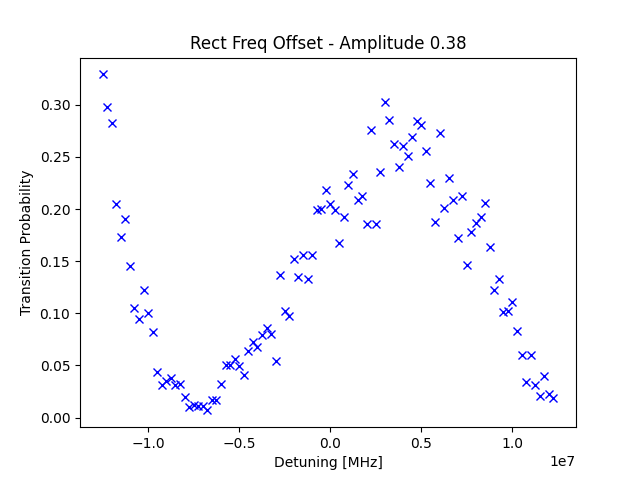 Rect Freq Offset - Amplitude 0.38
Transition Probability
0.30
0.25
0.20
0.15
0.10
0.05
0.00
−1.0 −0.5 0.0 0.5 1.0
1e7
Detuning [MHz]